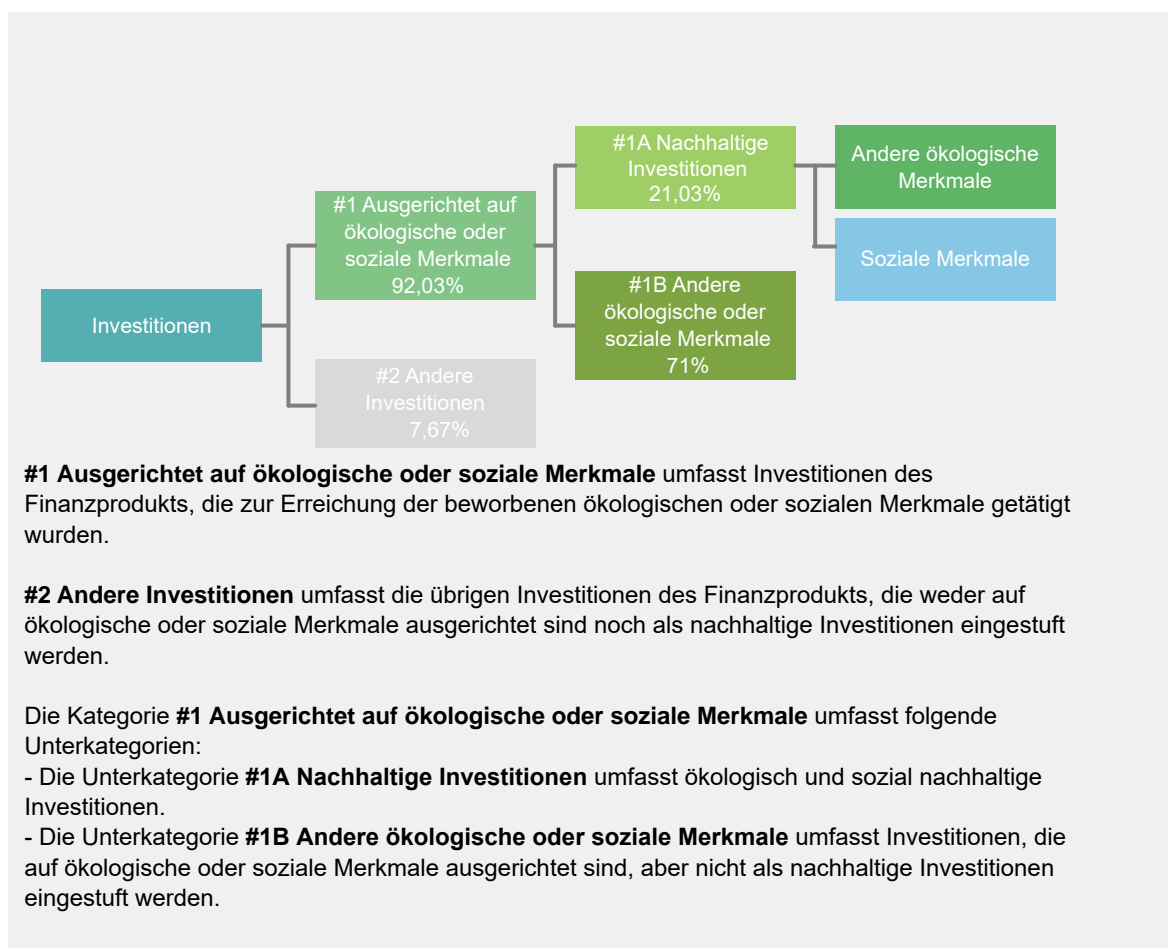 Investitionen
#1 Ausgerichtet auf
ökologische oder
soziale Merkmale
92,03%
#2 Andere
Investitionen
7,67%
#1A Nachhaltige
Investitionen
21,03%
#1B Andere
ökologische oder
soziale Merkmale
71%
Andere ökologische
Merkmale
Soziale Merkmale
#1 Ausgerichtet auf ökologische oder soziale Merkmale umfasst Investitionen des
Finanzprodukts, die zur Erreichung der beworbenen ökologischen oder sozialen Merkmale getätigt
wurden.
#2 Andere Investitionen umfasst die übrigen Investitionen des Finanzprodukts, die weder auf
ökologische oder soziale Merkmale ausgerichtet sind noch als nachhaltige Investitionen eingestuft
werden.
Die Kategorie #1 Ausgerichtet auf ökologische oder soziale Merkmale umfasst folgende
Unterkategorien:
- Die Unterkategorie #1A Nachhaltige Investitionen umfasst ökologisch und sozial nachhaltige
Investitionen.
- Die Unterkategorie #1B Andere ökologische oder soziale Merkmale umfasst Investitionen, die
auf ökologische oder soziale Merkmale ausgerichtet sind, aber nicht als nachhaltige Investitionen
eingestuft werden.